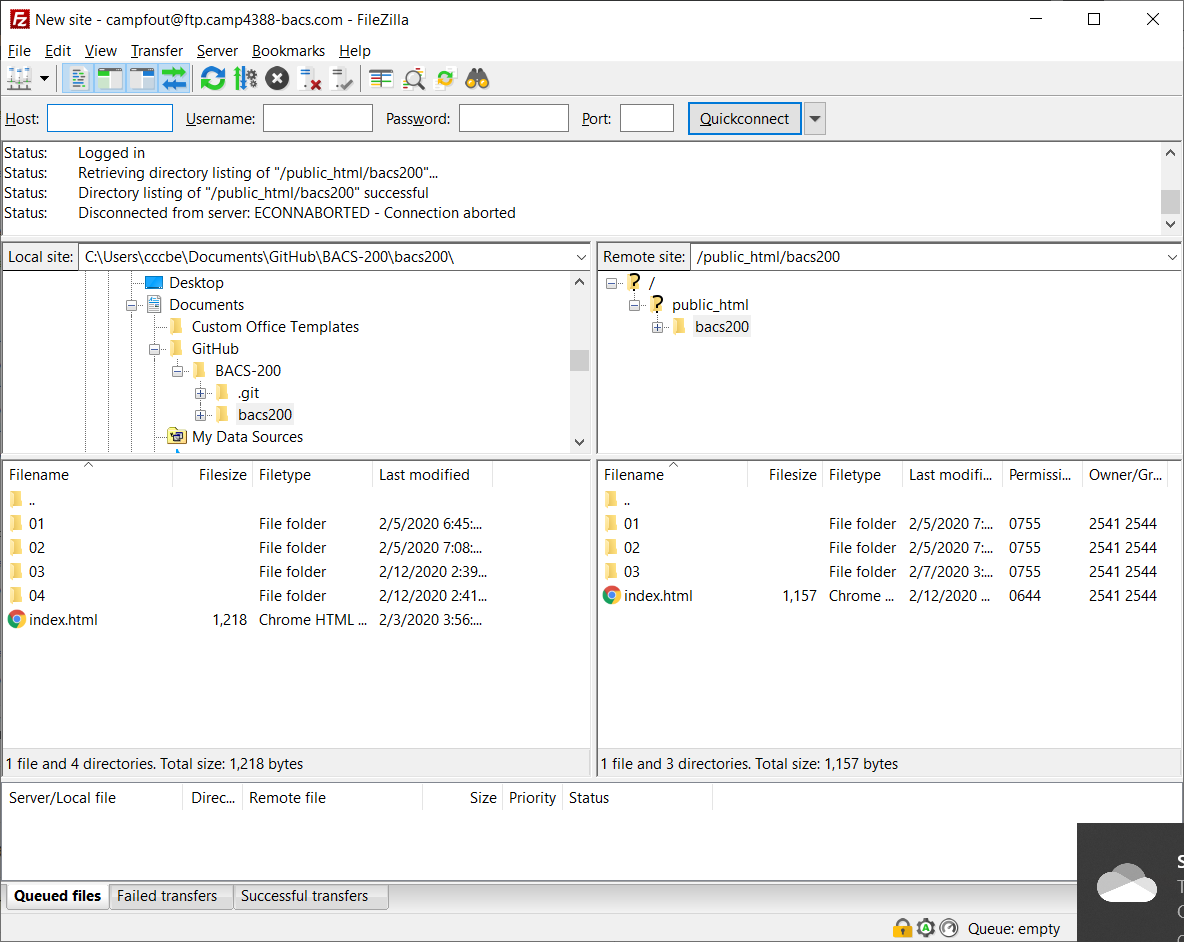 New site - campfout@ftp.camp4388-bacs.com - FileZilla
File Edit View Transfer Server Bookmarks Help
Host: Username: Password: Port: Quickconnect
Status: Logged in
Status: Retrieving directory listing of "/public_html/bacs200"...
Status: Directory listing of "/public_html/bacs200" successful
Status: Disconnected from server: ECONNABORTED - Connection aborted
Local site: C:\Users\cccbe\Documents\GitHub\BACS-200\bacs200\
Desktop
Documents
Custom Office Templates
GitHub
BACS-200
.git
bacs200
My Data Sources
Remote site: /public_html/bacs200
/
public_html
bacs200
Filename Filesize Filetype Last modified
..
01 File folder 2/5/2020 6:45:...
02 File folder 2/5/2020 7:08:...
03 File folder 2/12/2020 2:39...
04 File folder 2/12/2020 2:41...
index.html 1,218 Chrome HTML ... 2/3/2020 3:56:...
1 file and 4 directories. Total size: 1,218 bytes
Filename Filesize Filetype Last modifi... Permissi... Owner/Gr...
..
01 File folder 2/5/2020 7:... 0755 2541 2544
02 File folder 2/5/2020 7:... 0755 2541 2544
03 File folder 2/7/2020 3:... 0755 2541 2544
index.html 1,157 Chrome ... 2/12/2020 ... 0644 2541 2544
1 file and 3 directories. Total size: 1,157 bytes
Server/Local file Direc... Remote file Size Priority Status
Queued files Failed transfers Successful transfers
Queue: empty